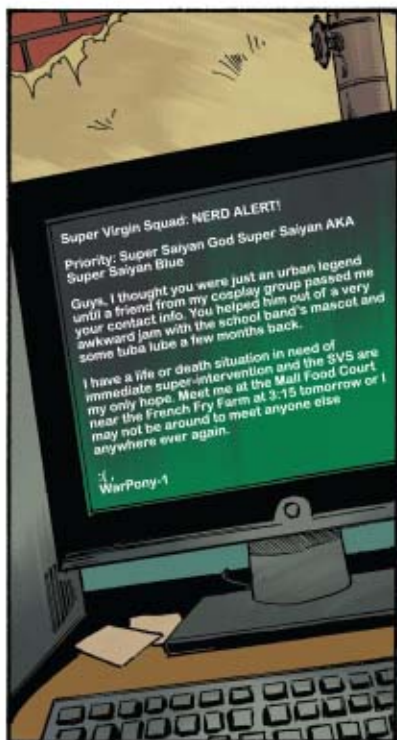 Super Virgin Squad: NERD ALERT!
Priority: Super Saiyan God Super Saiyan AKA
Super Saiyan Blue
Guys, I thought you were just an urban legend
until a friend from my cosplay group passed me
your contact info. You helped him out of a very
awkward jam with the school band's mascot and
some tuba lube a few months back.
I have a life or death situation in need of
immediate super-intervention and the SVS are
my only hope. Meet me at the Mall Food Court
near the French Fry Farm at 3:15 tomorrow or I
may not be around to meet anyone else
anywhere ever again.
:(,
WarPony-1